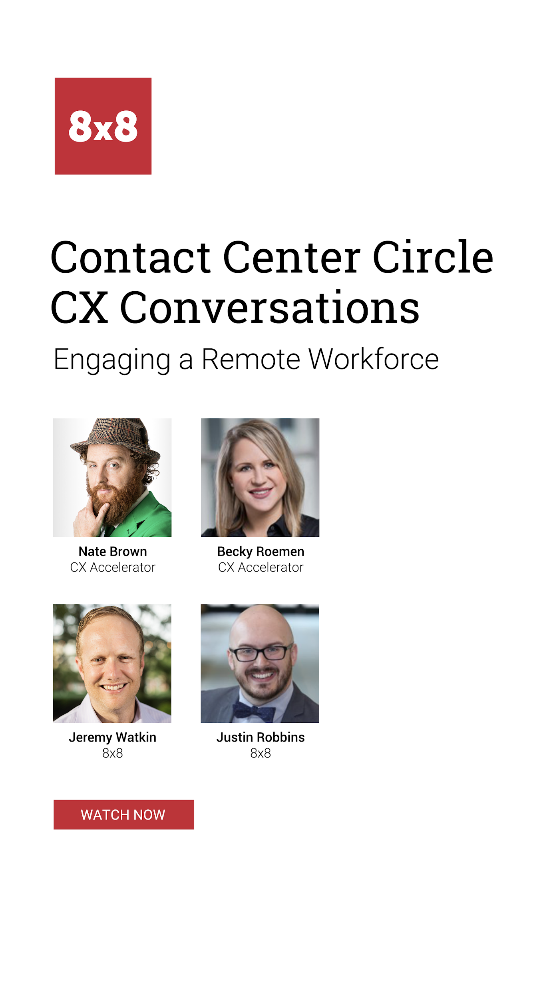 8x8
Contact Center Circle
CX Conversations
Engaging a Remote Workforce
Nate Brown
CX Accelerator
Becky Roemen
CX Accelerator
Jeremy Watkin
8x8
Justin Robbins
8x8
WATCH NOW